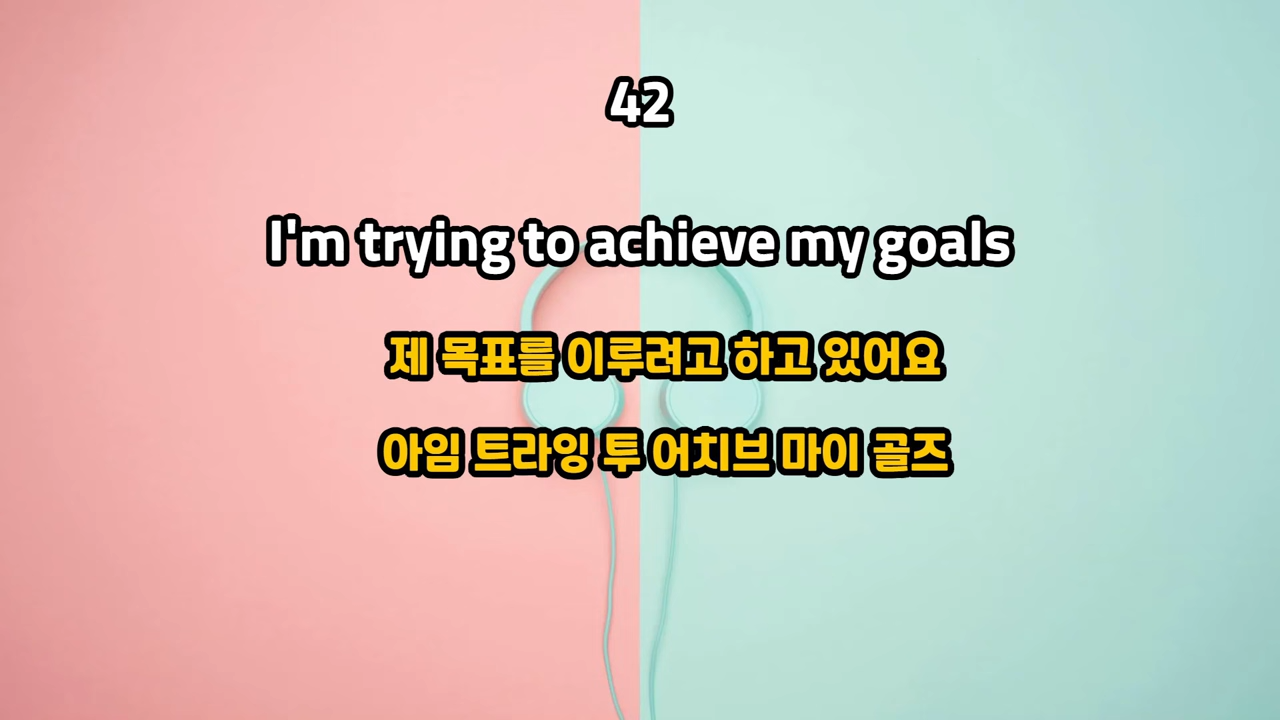 42
I'm trying to achieve my goals
제 목표를 이루려고 하고 있어요
아임 트라잉 투 어치브 마이 골즈